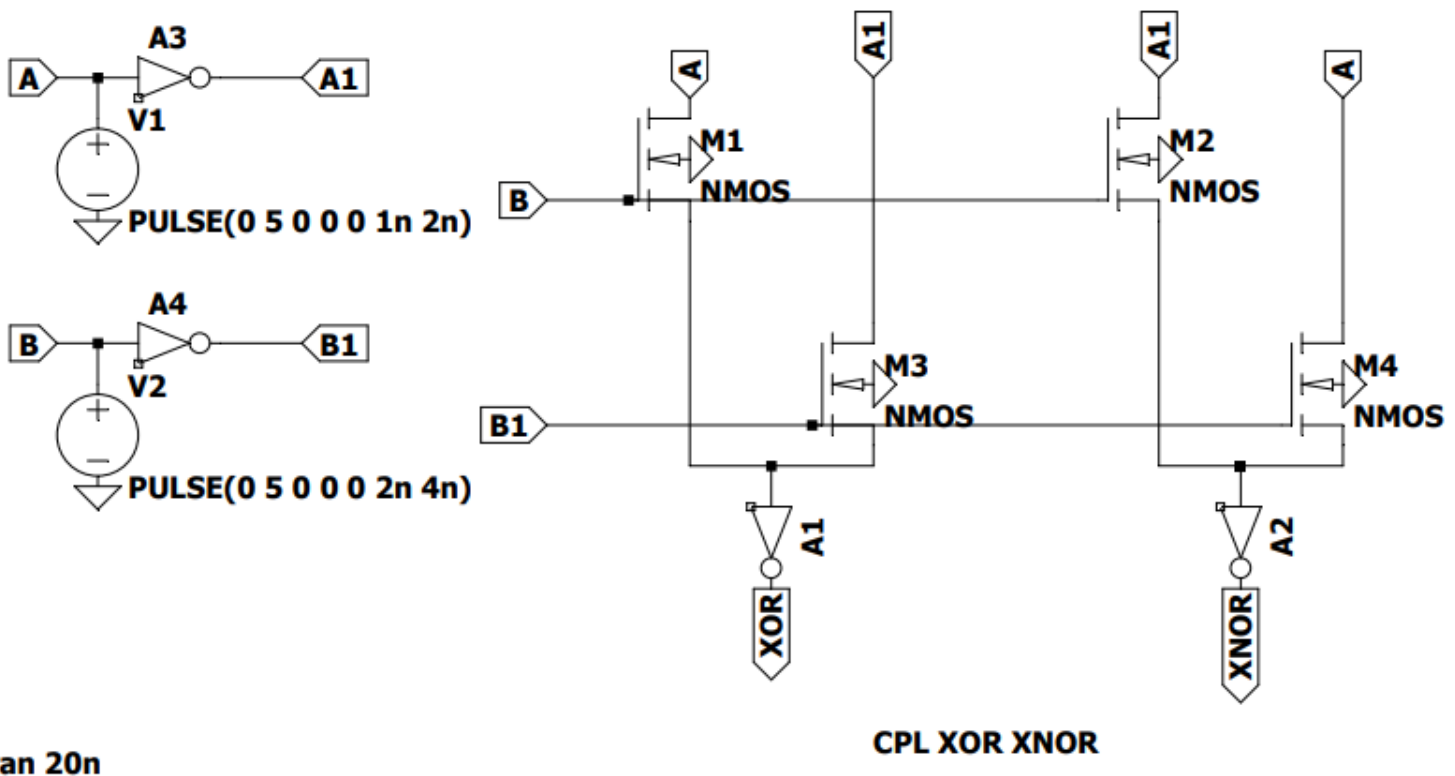 A
A3
A1
V1
+
−
PULSE(0 5 0 0 0 1n 2n)
B
A4
B1
V2
+
−
PULSE(0 5 0 0 0 2n 4n)
A
A1
A1
A
M1
NMOS
M2
NMOS
B
M3
NMOS
M4
NMOS
B1
A1
A2
XOR
XNOR
CPL XOR XNOR
an 20n